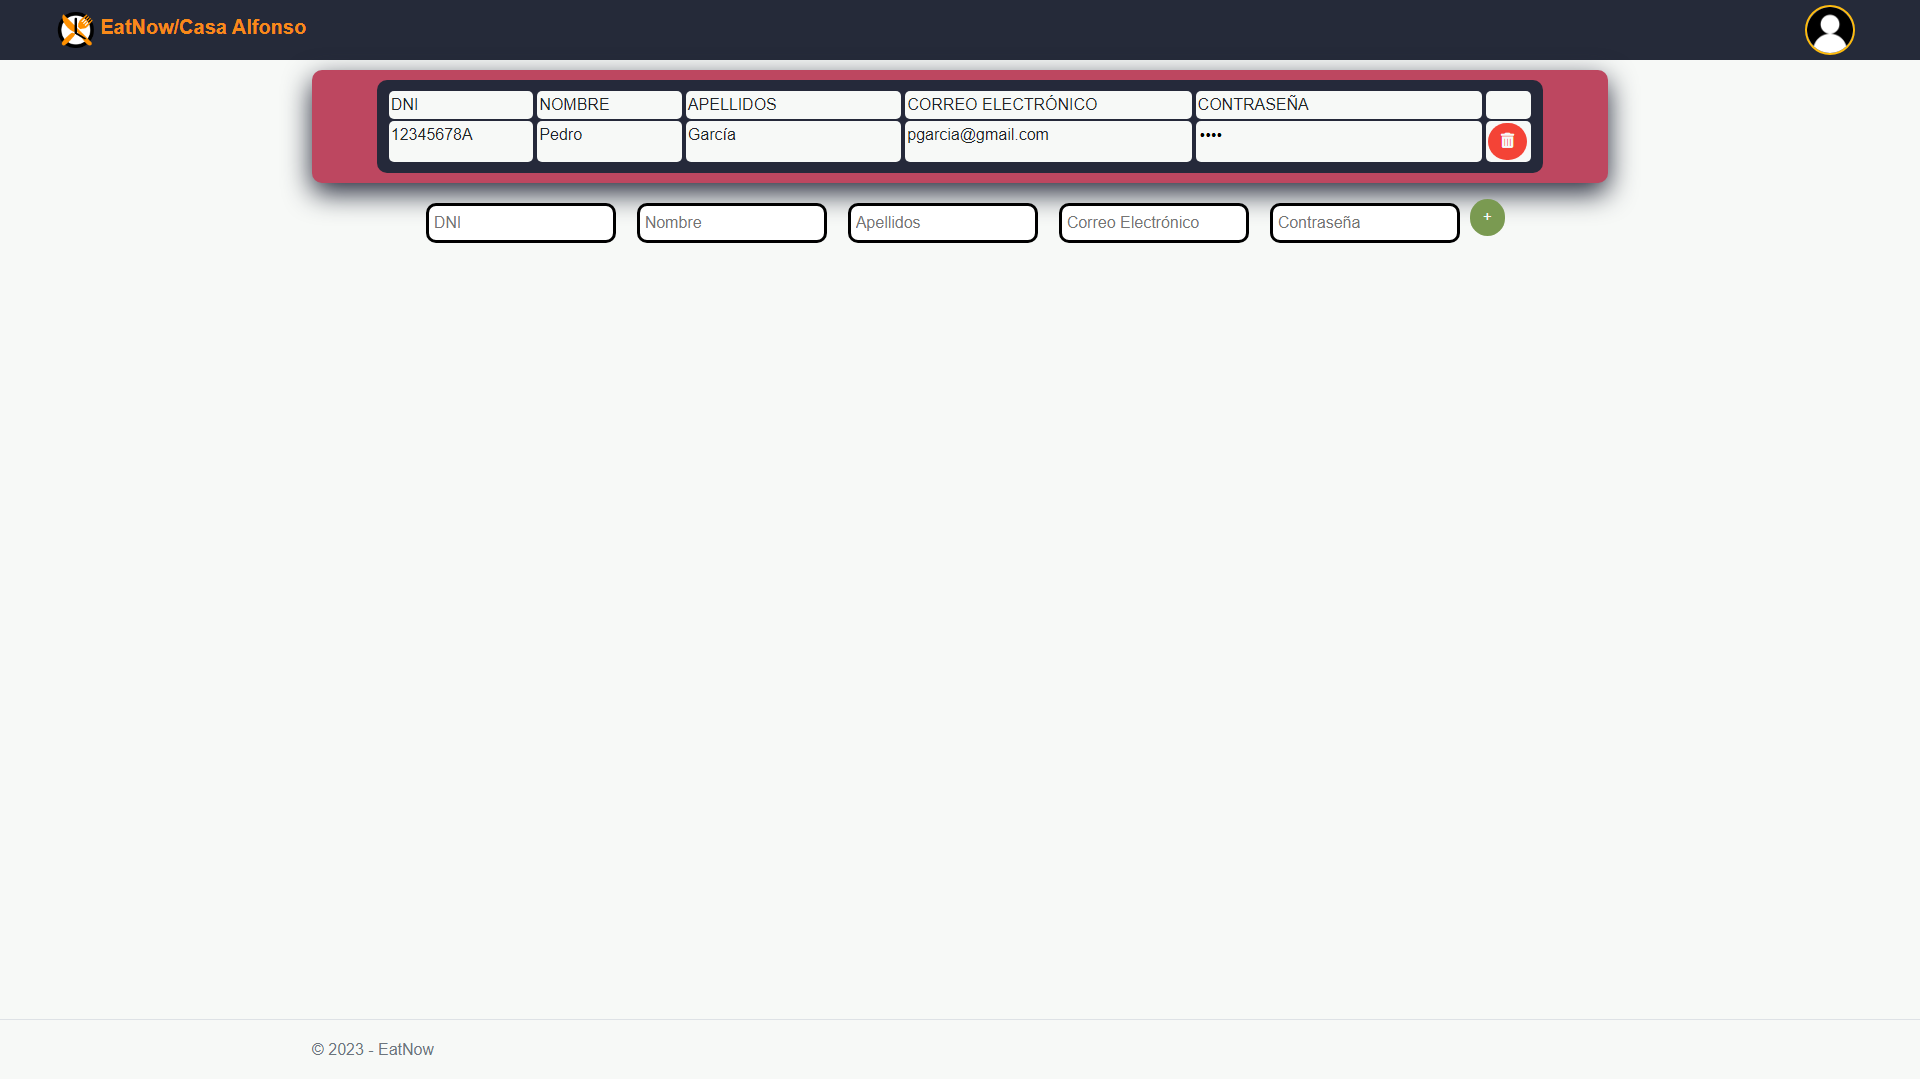 EatNow/Casa Alfonso
DNI NOMBRE APELLIDOS CORREO ELECTRÓNICO CONTRASEÑA
12345678A Pedro García pgarcia@gmail.com ••••
DNI Nombre Apellidos Correo Electrónico Contraseña +
© 2023 - EatNow